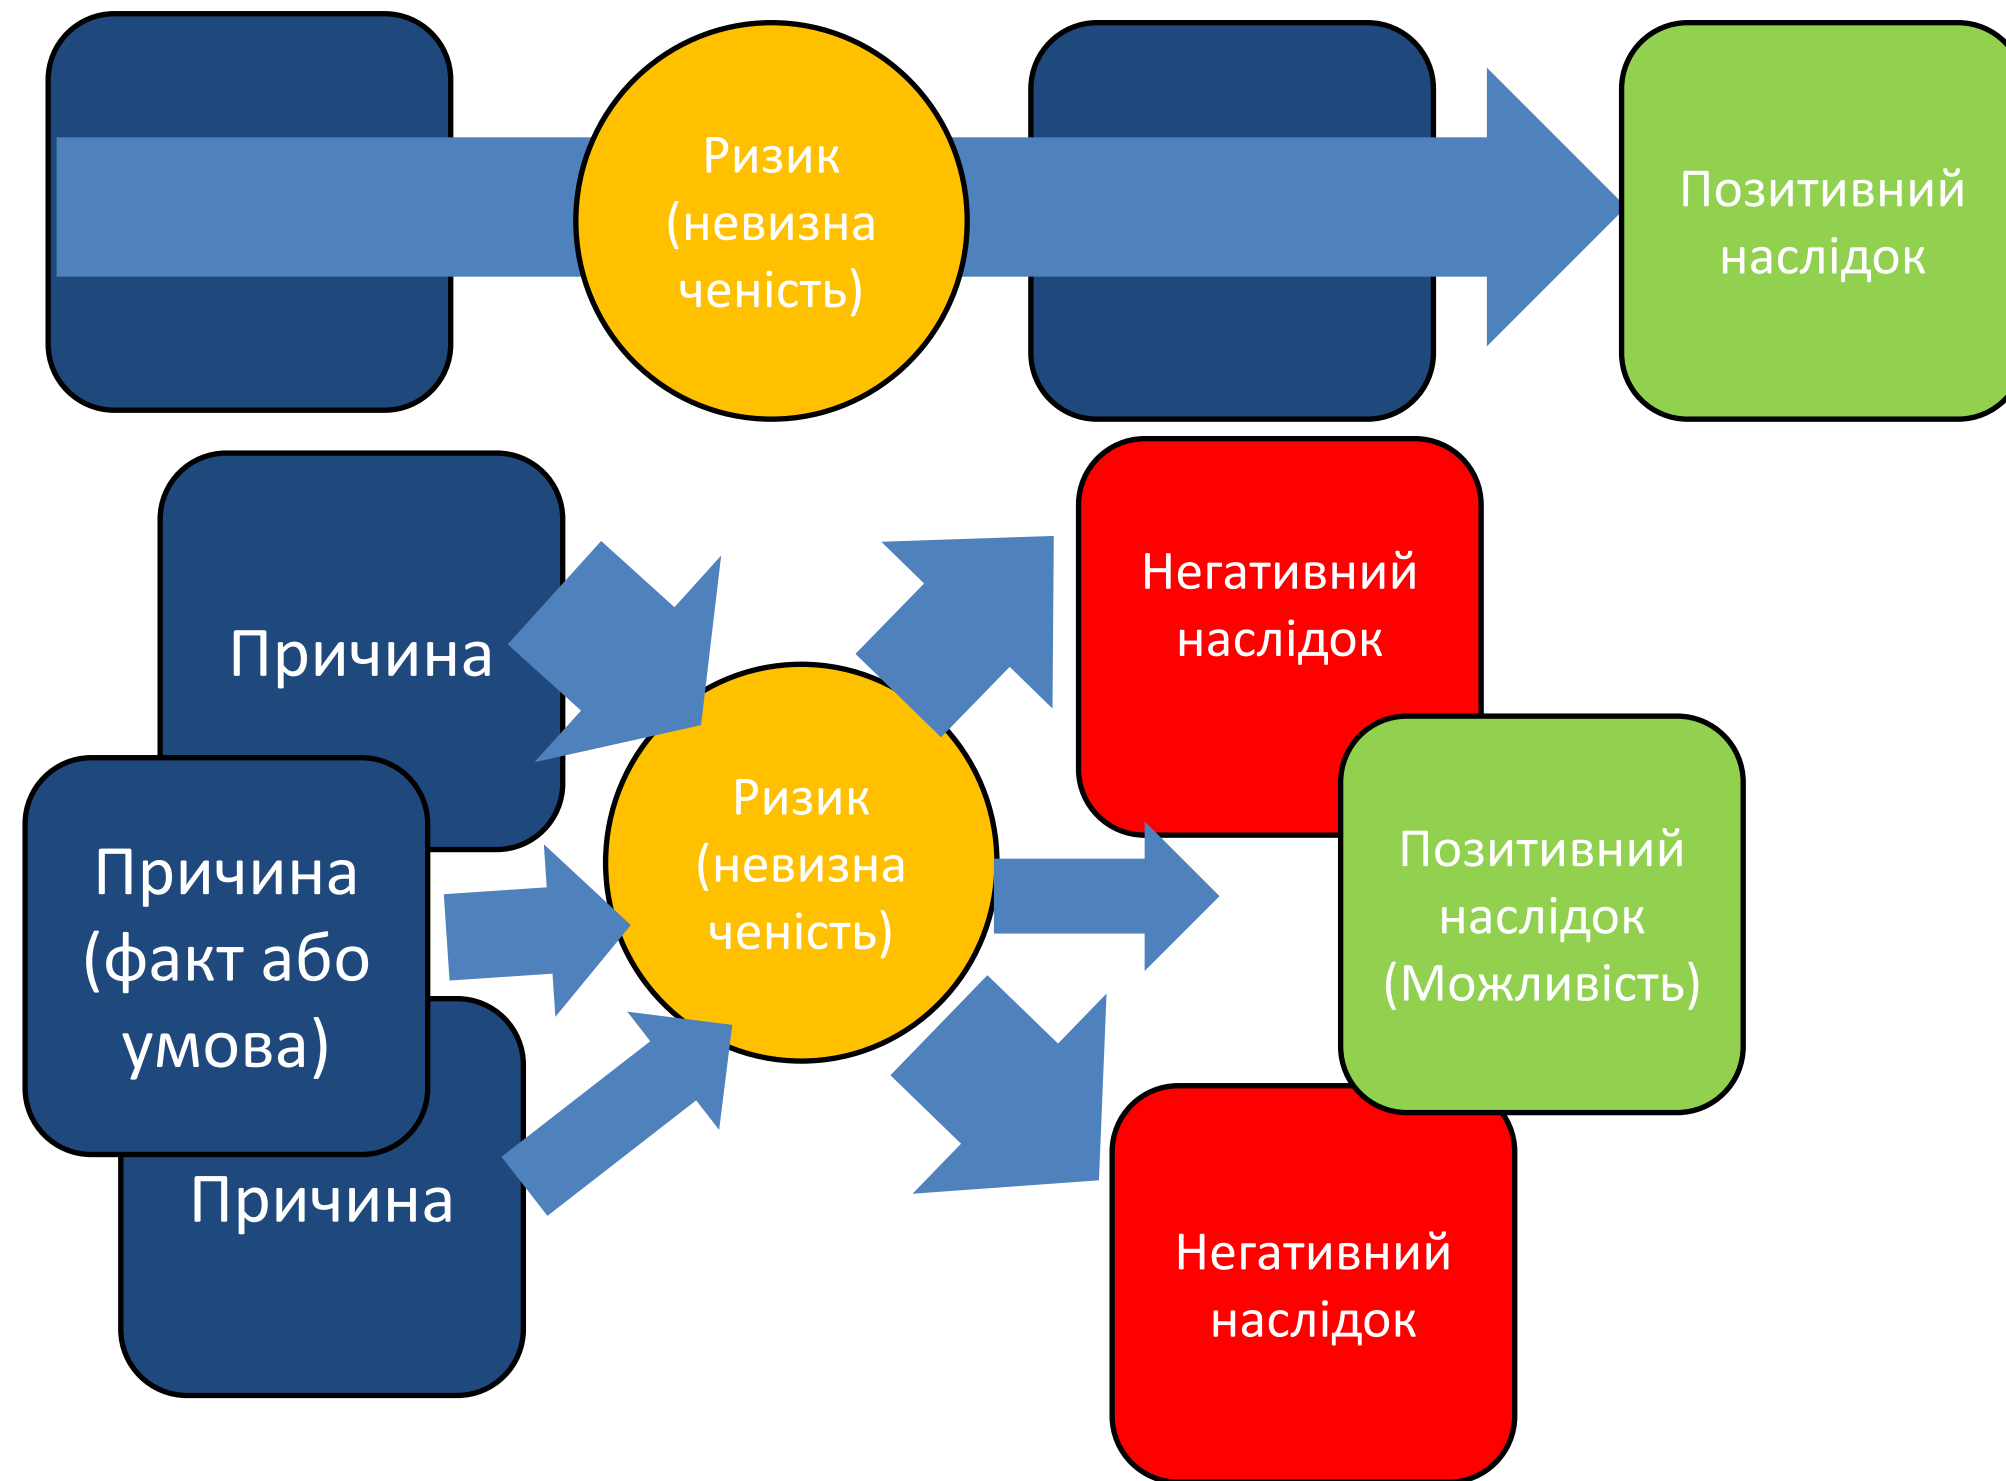 Ризик
(невизна
ченість)
Позитивний
наслідок
Причина
Негативний
наслідок
Причина
(факт або
умова)
Ризик
(невизна
ченість)
Позитивний
наслідок
(Можливість)
Причина
Негативний
наслідок